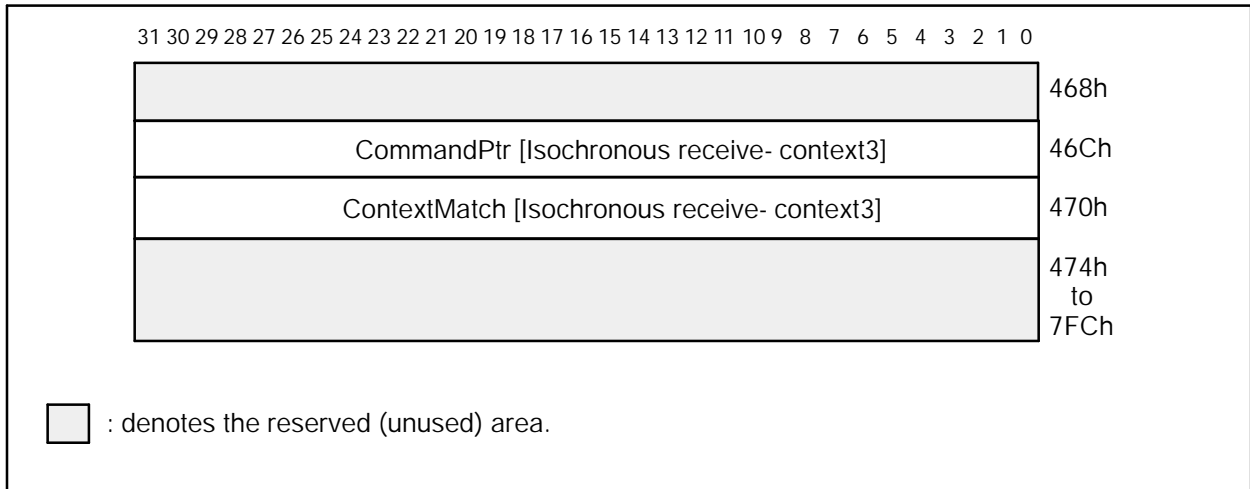 31 30 29 28 27 26 25 24 23 22 21 20 19 18 17 16 15 14 13 12 11 10 9 8 7 6 5 4 3 2 1 0
468h
CommandPtr [Isochronous receive- context3] 46Ch
ContextMatch [Isochronous receive- context3] 470h
474h
to
7FCh
: denotes the reserved (unused) area.